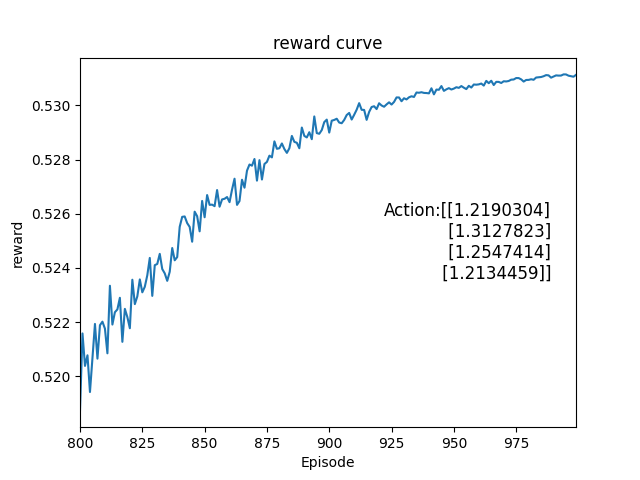 reward curve
0.530
0.528
0.526
0.524
0.522
0.520
reward
Action:[[1.2190304]
[1.3127823]
[1.2547414]
[1.2134459]]
800 825 850 875 900 925 950 975
Episode